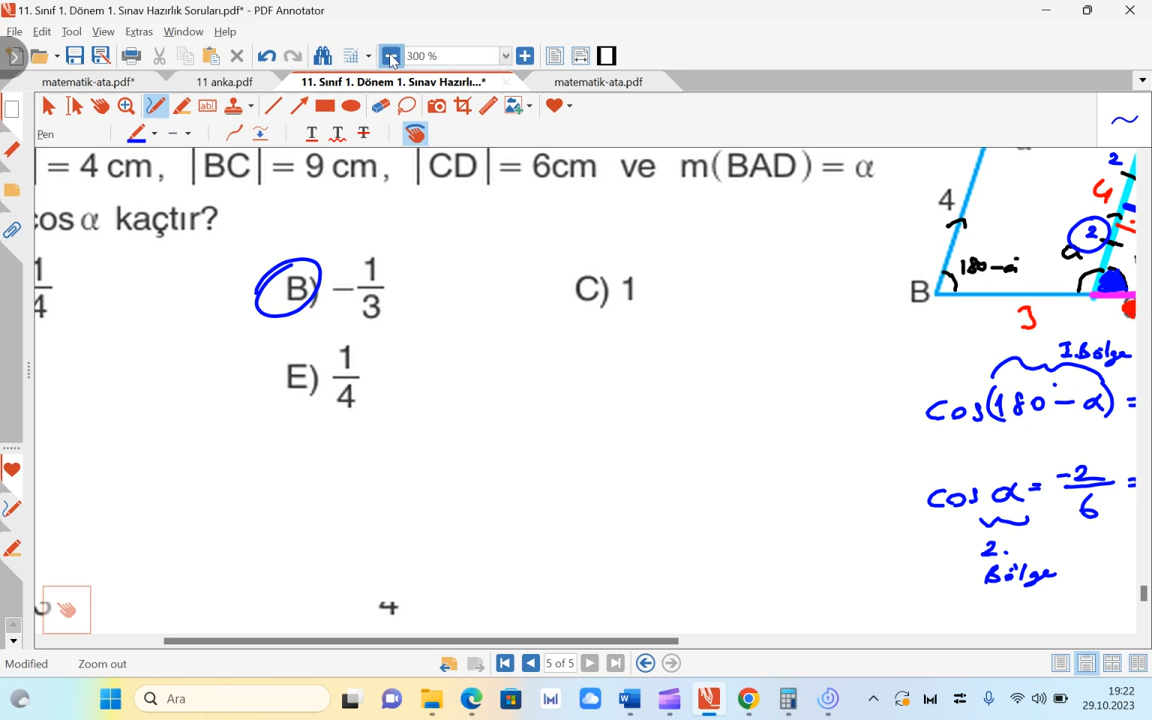 11. Sınıf 1. Dönem 1. Sınav Hazırlık Soruları.pdf* - PDF Annotator
File Edit Tool View Extras Window Help
300 %
matematik-ata.pdf* 11 anka.pdf 11. Sınıf 1. Dönem 1. Sınav Hazırlı...* matematik-ata.pdf
Pen
| = 4 cm, |BC| = 9 cm, |CD| = 6cm ve m(BAD) = α
cosα kaçtır?
1/4 B) −1/3 C) 1
E) 1/4
4
2
4
2
a
180-α
B
3
I.Bölge
Cos(180-α) =
Cos α = -2/6 =
2.
Bölge
Modified Zoom out 5 of 5
Ara
19:22
29.10.2023